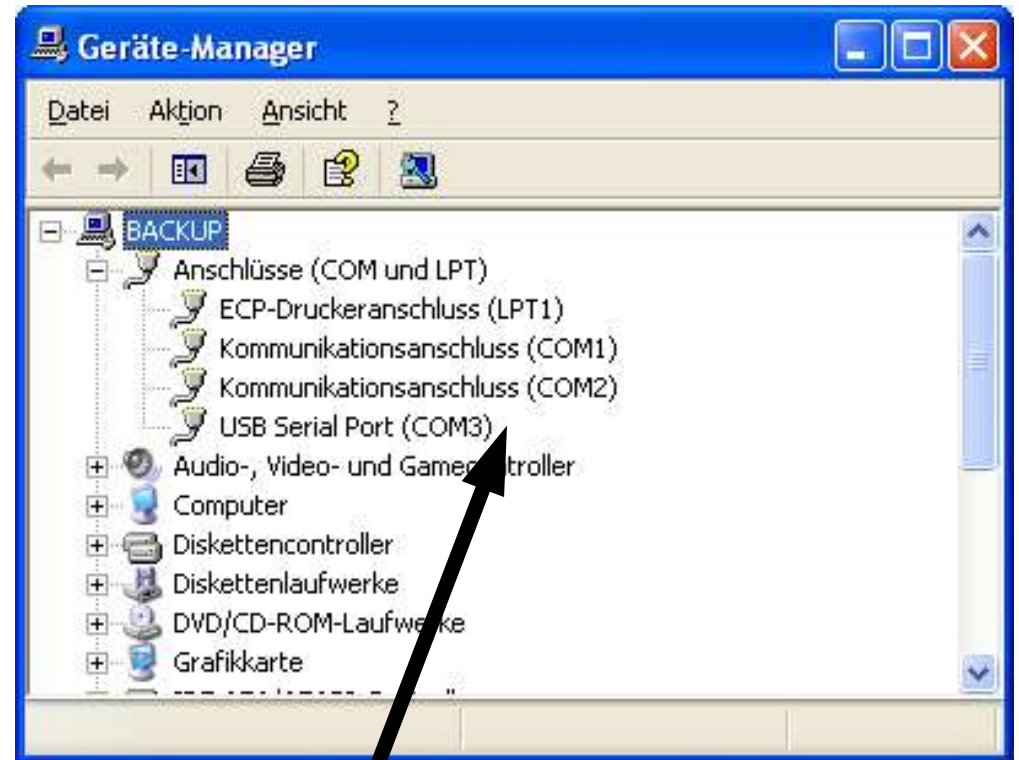 Geräte-Manager
Datei Aktion Ansicht ?
BACKUP
Anschlüsse (COM und LPT)
ECP-Druckeranschluss (LPT1)
Kommunikationsanschluss (COM1)
Kommunikationsanschluss (COM2)
USB Serial Port (COM3)
Audio-, Video- und Gamecontroller
Computer
Diskettencontroller
Diskettenlaufwerke
DVD/CD-ROM-Laufwerke
Grafikkarte